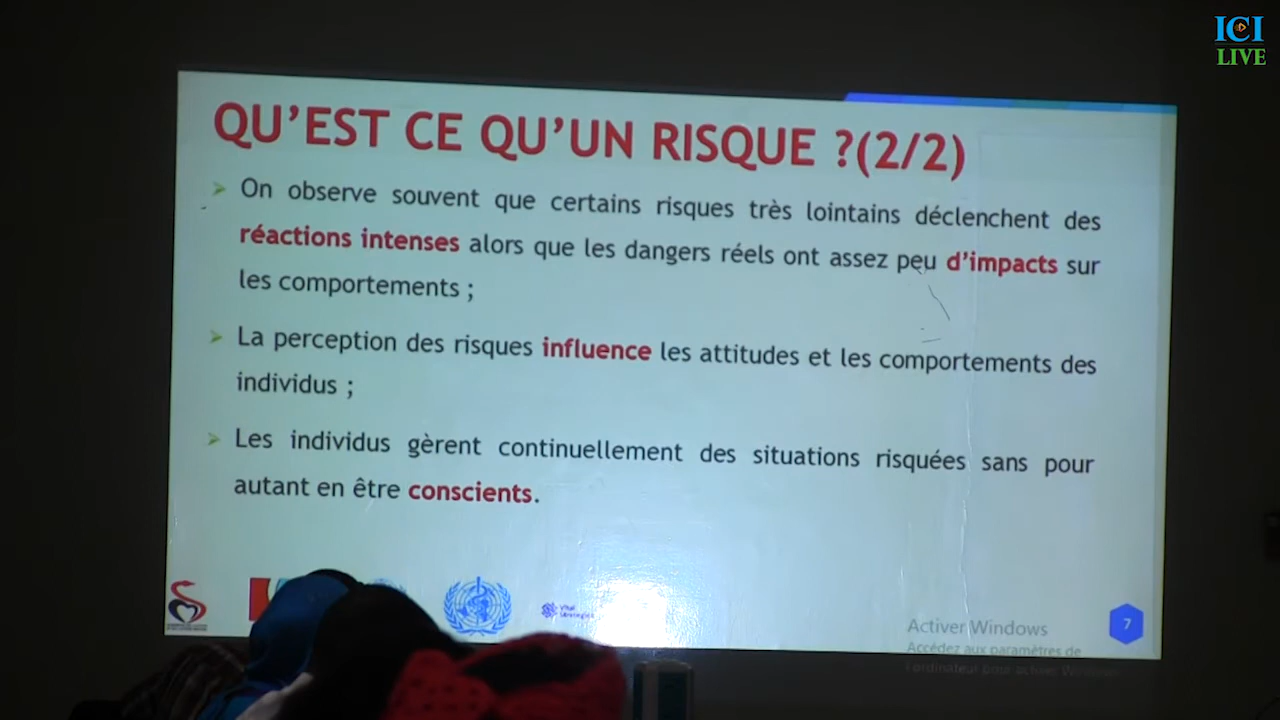 ICI
LIVE
QU'EST CE QU'UN RISQUE ?(2/2)
On observe souvent que certains risques très lointains déclenchent des
réactions intenses alors que les dangers réels ont assez peu d'impacts sur
les comportements ;
La perception des risques influence les attitudes et les comportements des
individus ;
Les individus gèrent continuellement des situations risquées sans pour
autant en être conscients.
Vital
Strategies
7
Activer Windows
Accédez aux paramètres de
l'ordinateur pour activer Windows